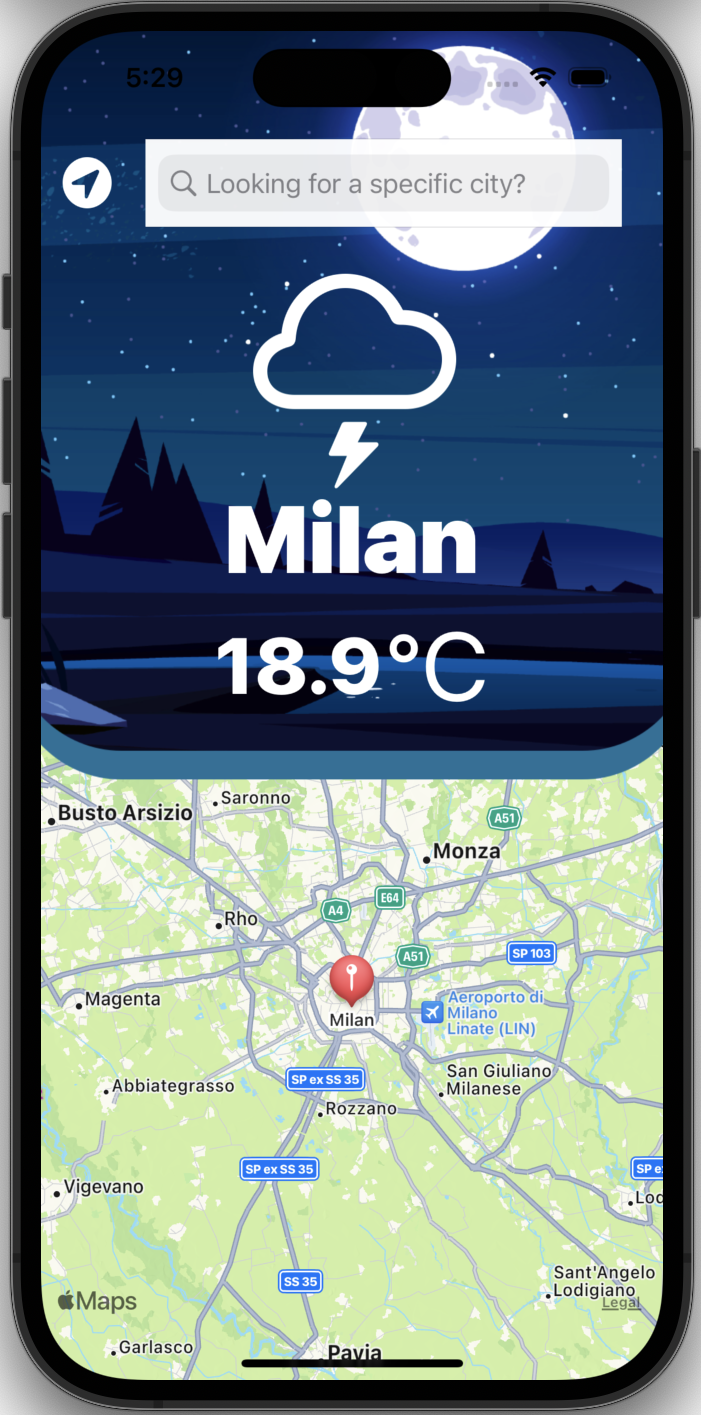 5:29
Looking for a specific city?
Milan
18.9°C
Saronno
Busto Arsizio
A51
Monza
E64
A4
Rho
A51
SP 103
Magenta
Aeroporto di
Milano
Linate (LIN)
Milan
San Giuliano
Milanese
SP ex SS 35
Abbiategrasso
Rozzano
SP ex SS 35
SP e
Vigevano
Lod
SS 35
Sant'Angelo
Lodigiano
Maps
Legal
Garlasco
Pavia